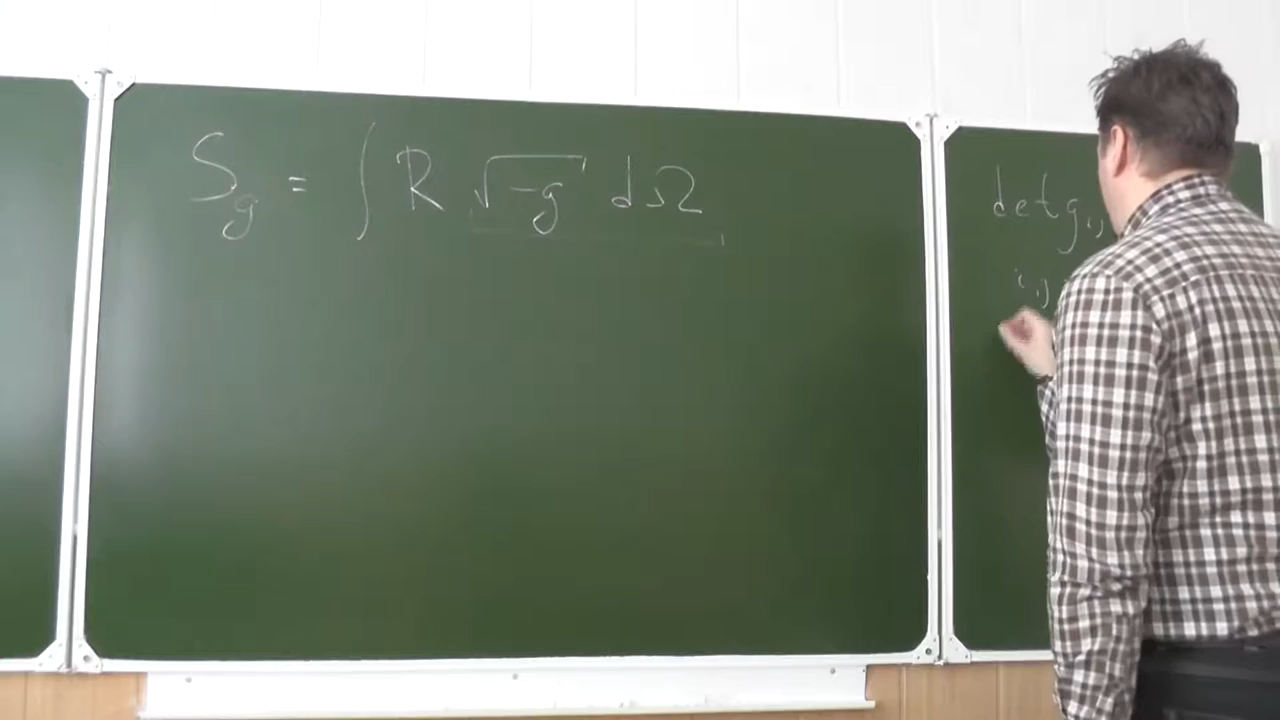 S_g = ∫ R √-g dΩ
det g_ij
i, j